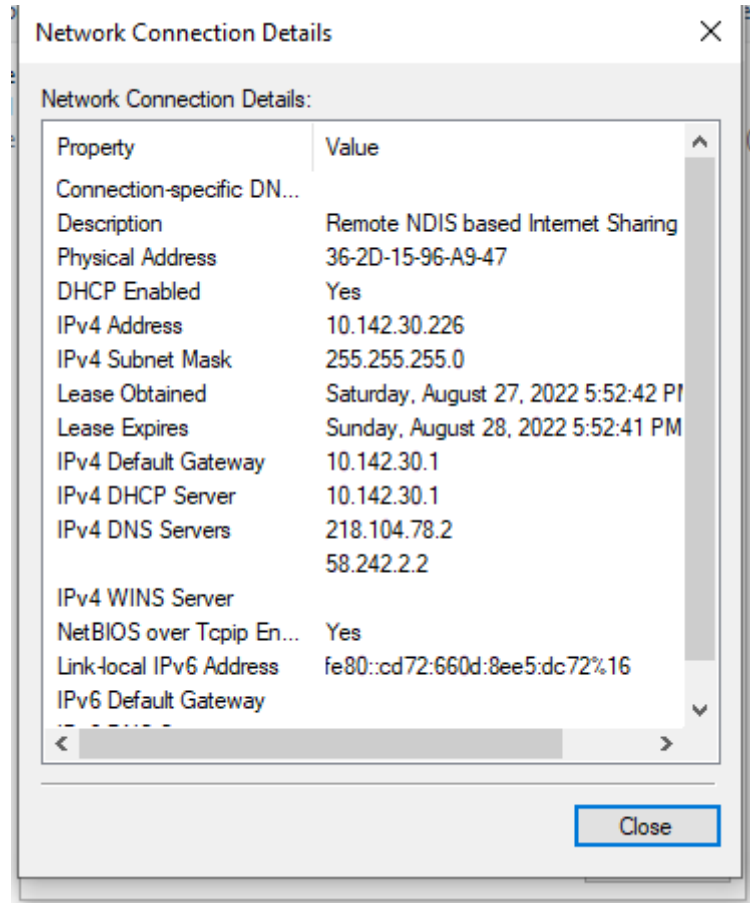 Network Connection Details
Network Connection Details:
Property Value
Connection-specific DN...
Description Remote NDIS based Internet Sharing
Physical Address 36-2D-15-96-A9-47
DHCP Enabled Yes
IPv4 Address 10.142.30.226
IPv4 Subnet Mask 255.255.255.0
Lease Obtained Saturday, August 27, 2022 5:52:42 PM
Lease Expires Sunday, August 28, 2022 5:52:41 PM
IPv4 Default Gateway 10.142.30.1
IPv4 DHCP Server 10.142.30.1
IPv4 DNS Servers 218.104.78.2
58.242.2.2
IPv4 WINS Server
NetBIOS over Tcpip En... Yes
Link-local IPv6 Address fe80::cd72:660d:8ee5:dc72%16
IPv6 Default Gateway
Close